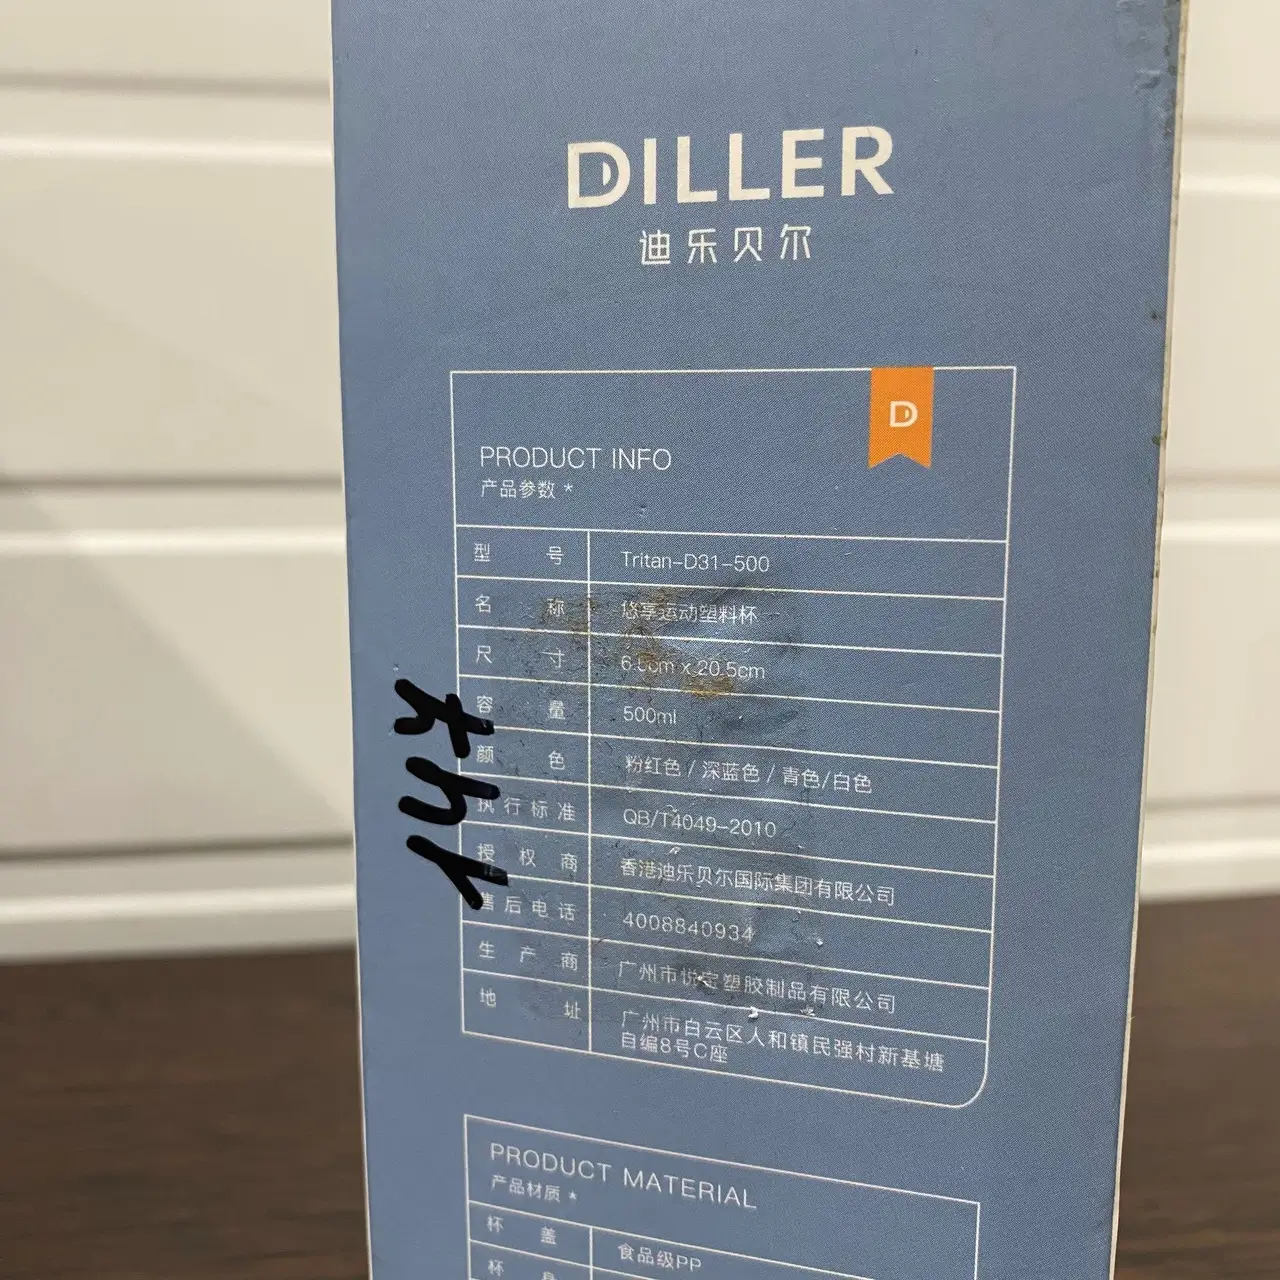 DILLER
迪乐贝尔
D
PRODUCT INFO
产品参数 *
型号 Tritan-D31-500
名称 悠享运动塑料杯
尺寸 x 20.5cm
容量 500ml
颜色 粉红色 / 深蓝色 / 青色/白色
执行标准 QB/T4049-2010
授权商 香港迪乐贝尔国际集团有限公司
售后电话 4008840934
生产商 广州市悦宝塑胶制品有限公司
地址 广州市白云区人和镇民强村新基塘
自编8号C座
PRODUCT MATERIAL
产品材质 *
杯盖 食品级PP
杯身